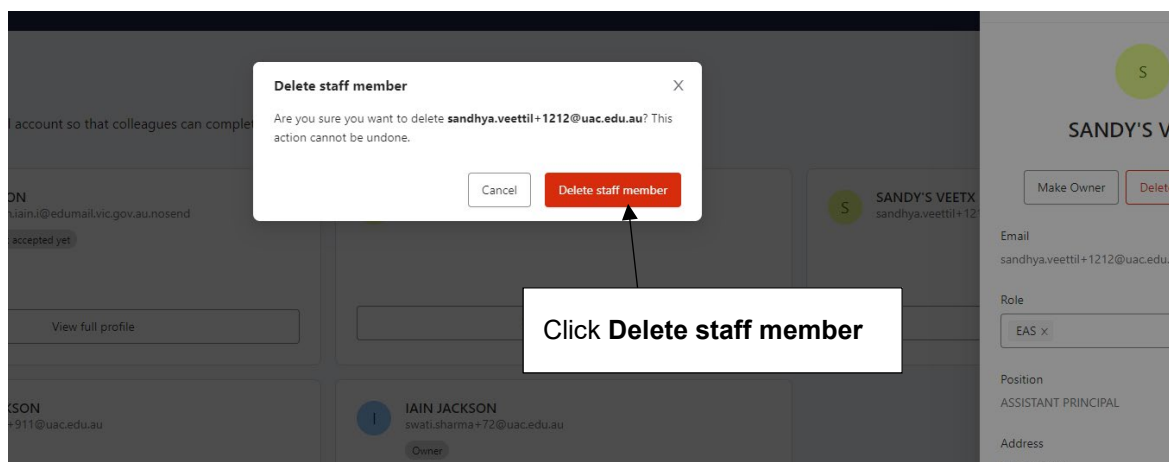 Delete staff member
X
Are you sure you want to delete sandhya.veettil+1212@uac.edu.au? This
action cannot be undone.
Cancel
Delete staff member
account so that colleagues can complet
ON
n.iain.i@edumail.vic.gov.au.nosend
accepted yet
View full profile
S
SANDY'S VEETX
sandhya.veettil+12
Click Delete staff member
KSON
+911@uac.edu.au
I
IAIN JACKSON
swati.sharma+72@uac.edu.au
Owner
S
SANDY'S V
Make Owner
Delet
Email
sandhya.veettil+1212@uac.edu.
Role
EAS ×
Position
ASSISTANT PRINCIPAL
Address